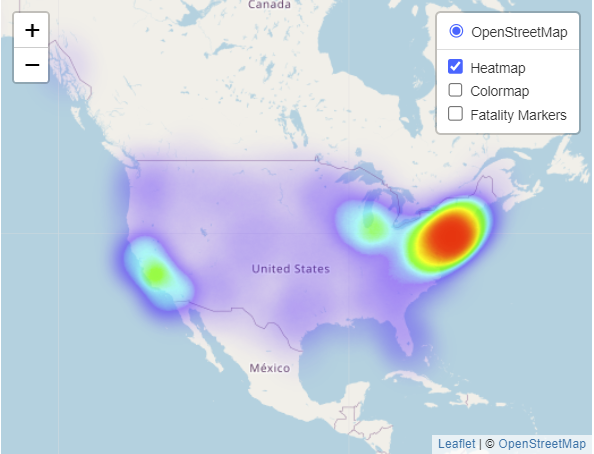 Canada
+
−
OpenStreetMap
Heatmap
Colormap
Fatality Markers
United States
México
Leaflet | © OpenStreetMap